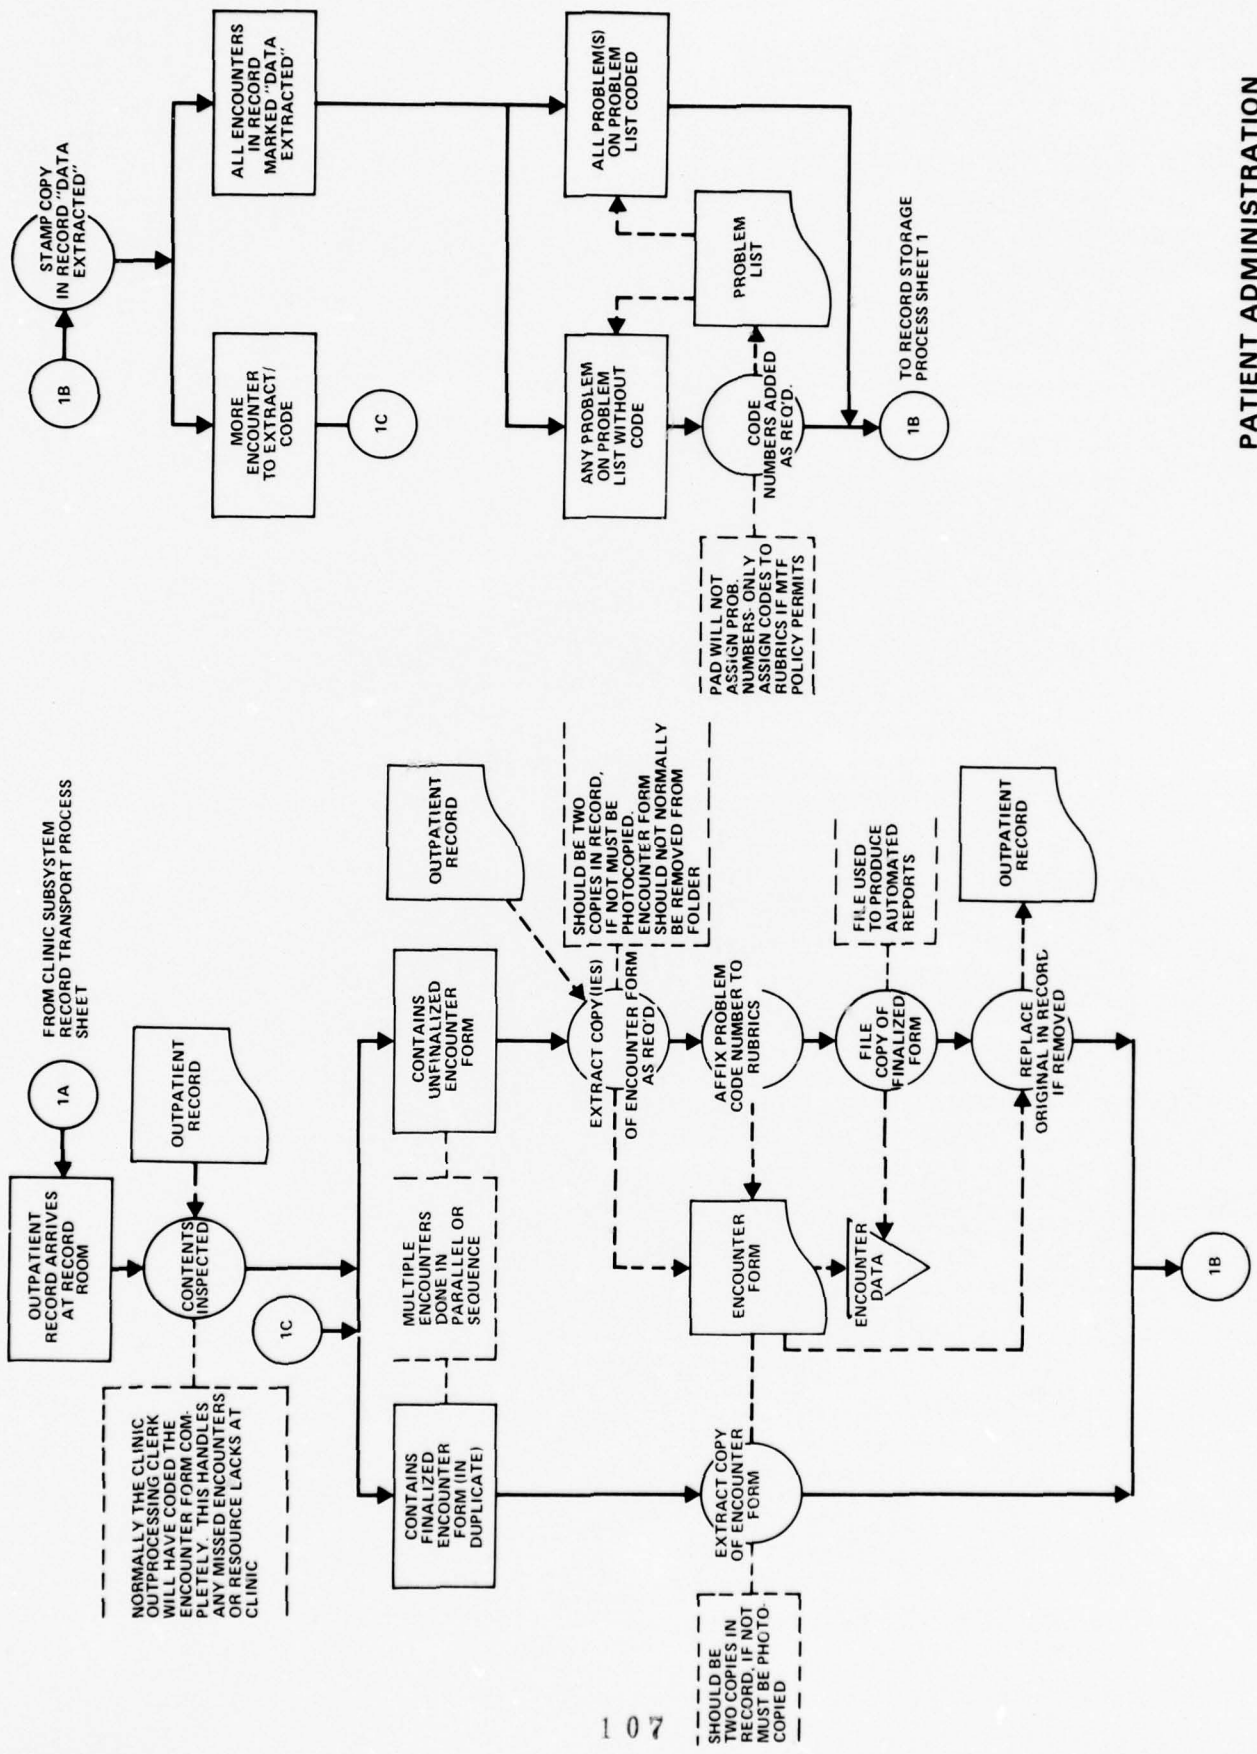 FROM CLINIC SUBSYSTEM
RECORD TRANSPORT PROCESS
SHEET
1A
OUTPATIENT
RECORD ARRIVES
AT RECORD
ROOM
OUTPATIENT
RECORD
CONTENTS
INSPECTED
NORMALLY THE CLINIC
OUTPROCESSING CLERK
WILL HAVE CODED THE
ENCOUNTER FORM COM-
PLETELY. THIS HANDLES
ANY MISSED ENCOUNTERS
OR RESOURCE LACKS AT
CLINIC
1C
CONTAINS
FINALIZED
ENCOUNTER
FORM (IN
DUPLICATE)
MULTIPLE
ENCOUNTERS
DONE IN
PARALLEL OR
SEQUENCE
CONTAINS
UNFINALIZED
ENCOUNTER
FORM
OUTPATIENT
RECORD
EXTRACT COPY(IES)
OF ENCOUNTER FORM
AS REQ'D
SHOULD BE TWO
COPIES IN RECORD,
IF NOT MUST BE
PHOTOCOPIED.
ENCOUNTER FORM
SHOULD NOT NORMALLY
BE REMOVED FROM
FOLDER
SHOULD BE
TWO COPIES IN
RECORD, IF NOT
MUST BE PHOTO-
COPIED
EXTRACT COPY
OF ENCOUNTER
FORM
ENCOUNTER
FORM
AFFIX PROBLEM
CODE NUMBER TO
RUBRICS
ENCOUNTER
DATA
FILE
COPY OF
FINALIZED
FORM
FILE USED
TO PRODUCE
AUTOMATED
REPORTS
REPLACE
ORIGINAL IN RECORD
IF REMOVED
OUTPATIENT
RECORD
1B
1B
STAMP COPY
IN RECORD "DATA
EXTRACTED"
MORE
ENCOUNTER
TO EXTRACT/
CODE
1C
ALL ENCOUNTERS
IN RECORD
MARKED "DATA
EXTRACTED"
ANY PROBLEM
ON PROBLEM
LIST WITHOUT
CODE
ALL PROBLEM(S)
ON PROBLEM
LIST CODED
PROBLEM
LIST
CODE
NUMBERS ADDED
AS REQ'D.
PAD WILL NOT
ASSIGN PROB.
NUMBERS- ONLY
ASSIGN CODES TO
RUBRICS IF MTF
POLICY PERMITS
1B
TO RECORD STORAGE
PROCESS SHEET 1
PATIENT ADMINISTRATION
107